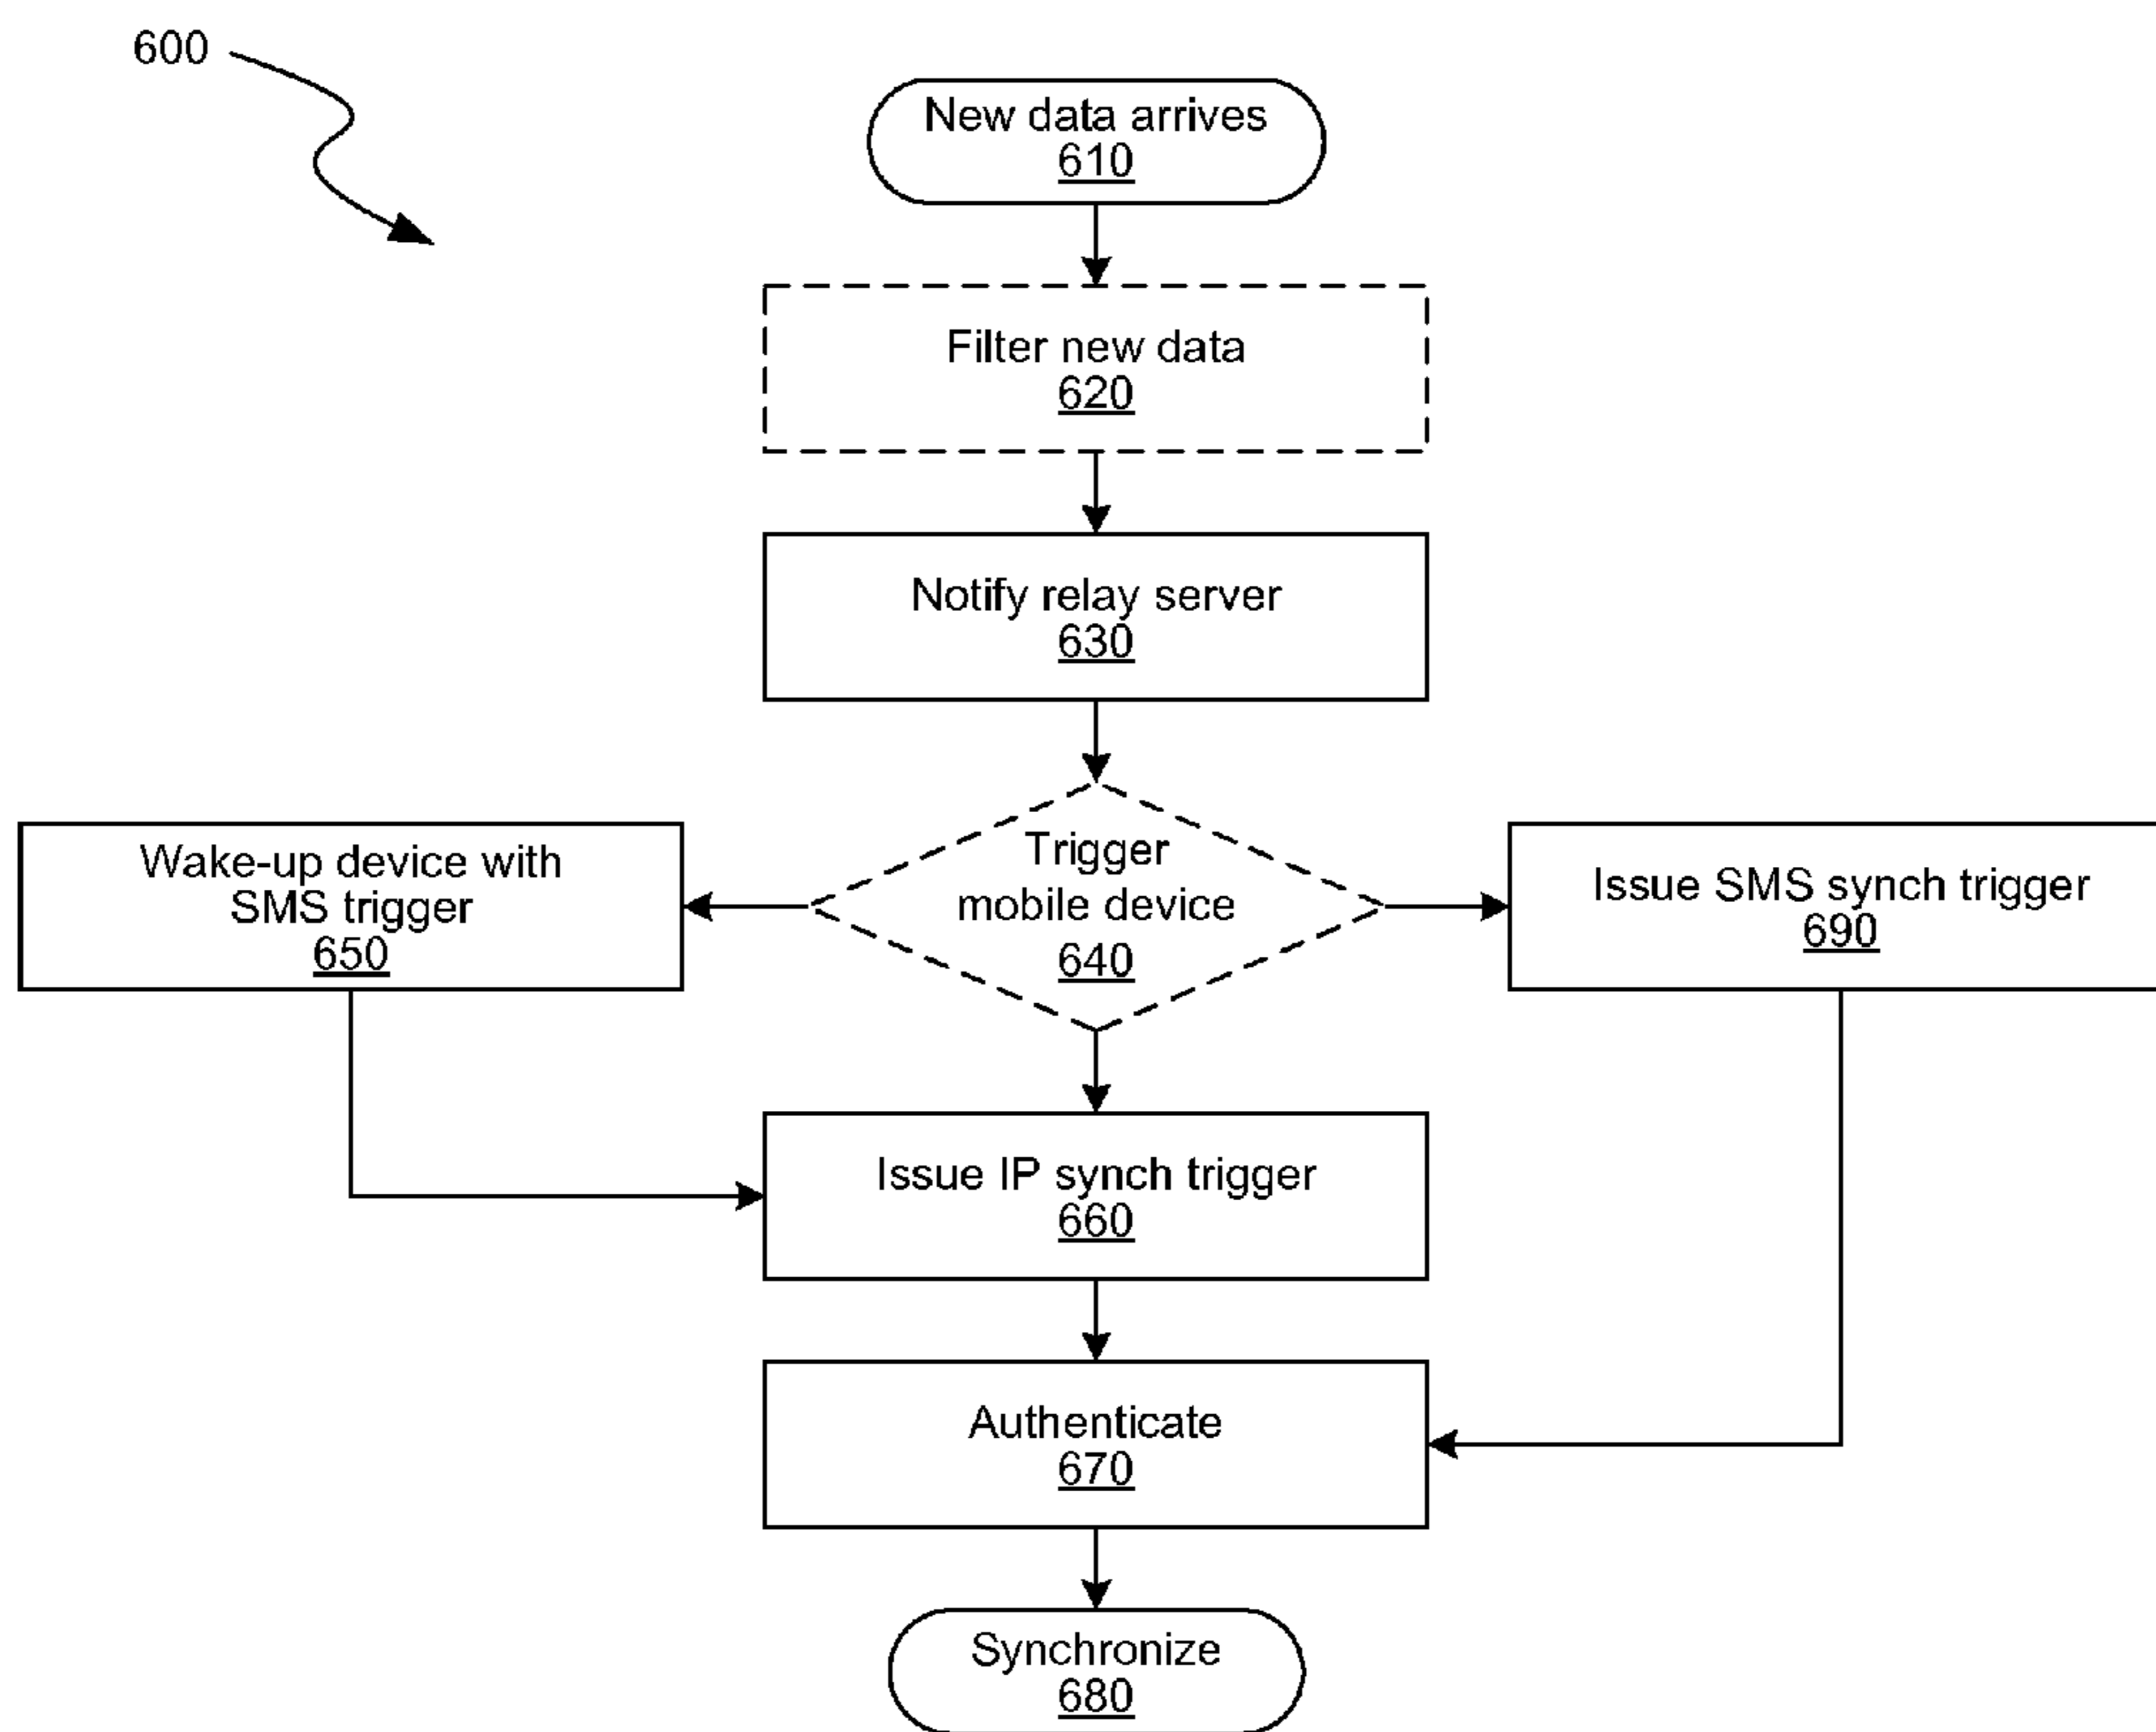 600
New data arrives
610
Filter new data
620
Notify relay server
630
Trigger
mobile device
640
Wake-up device with
SMS trigger
650
Issue SMS synch trigger
690
Issue IP synch trigger
660
Authenticate
670
Synchronize
680